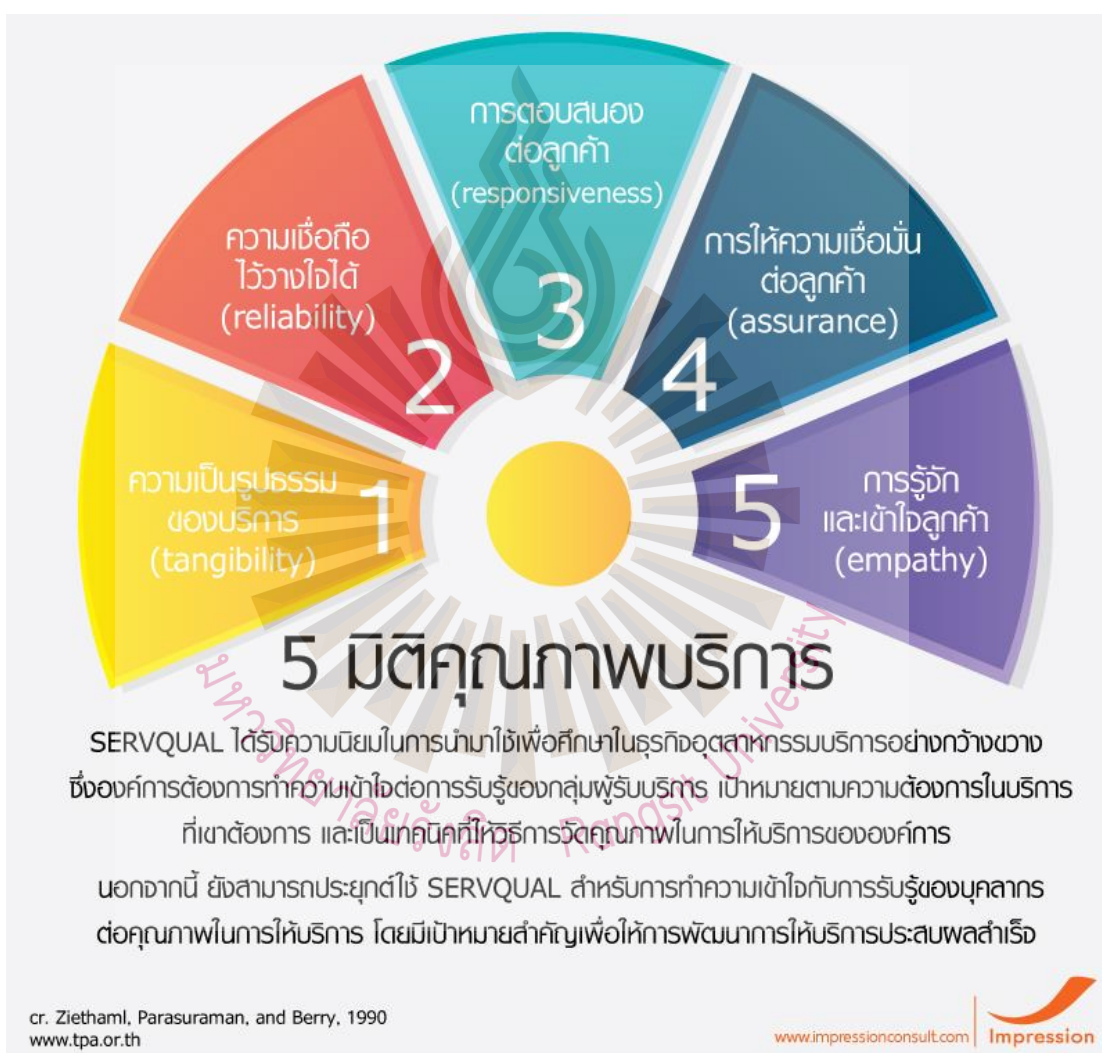 ความเป็นรูปธรรม
ของบริการ
(tangibility)
1
ความเชื่อถือ
ไว้วางใจได้
(reliability)
2
การตอบสนอง
ต่อลูกค้า
(responsiveness)
3
การให้ความเชื่อมั่น
ต่อลูกค้า
(assurance)
4
การรู้จัก
และเข้าใจลูกค้า
(empathy)
5
5 มิติคุณภาพบริการ
SERVQUAL ได้รับความนิยมในการนำมาใช้เพื่อศึกษาในธุรกิจอุตสาหกรรมบริการอย่างกว้างขวาง
ซึ่งองค์การต้องการทำความเข้าใจต่อการรับรู้ของกลุ่มผู้รับบริการ เป้าหมายตามความต้องการในบริการ
ที่เขาต้องการ และเป็นเทคนิคที่ให้วิธีการวัดคุณภาพในการให้บริการขององค์การ
นอกจากนี้ ยังสามารถประยุกต์ใช้ SERVQUAL สำหรับการทำความเข้าใจกับการรับรู้ของบุคลากร
ต่อคุณภาพในการให้บริการ โดยมีเป้าหมายสำคัญเพื่อให้การพัฒนาการให้บริการประสบผลสำเร็จ
มหาวิทยาลัยรังสิต Rangsit University
cr. Ziethaml, Parasuraman, and Berry, 1990
www.tpa.or.th
www.impressionconsult.com
Impression